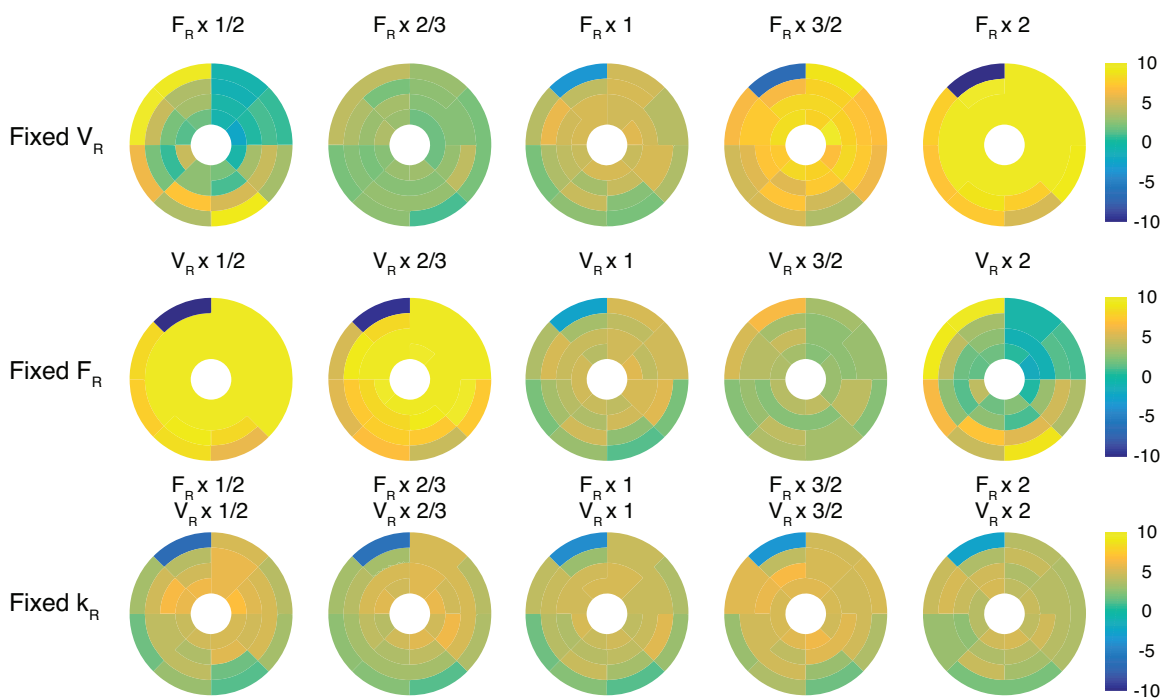 F_R x 1/2 F_R x 2/3 F_R x 1 F_R x 3/2 F_R x 2
Fixed V_R
10
5
0
-5
-10
V_R x 1/2 V_R x 2/3 V_R x 1 V_R x 3/2 V_R x 2
Fixed F_R
10
5
0
-5
-10
F_R x 1/2 F_R x 2/3 F_R x 1 F_R x 3/2 F_R x 2
V_R x 1/2 V_R x 2/3 V_R x 1 V_R x 3/2 V_R x 2
Fixed k_R
10
5
0
-5
-10